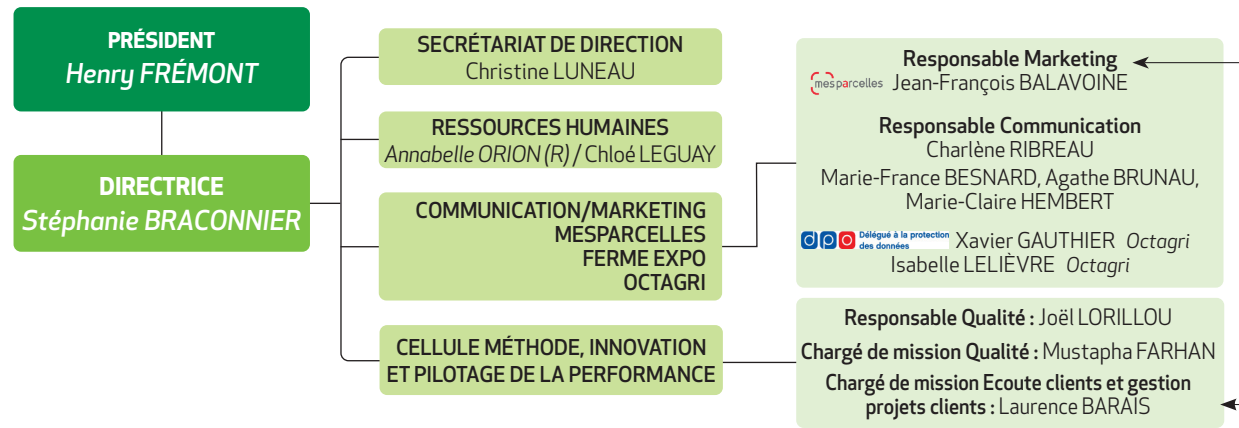 PRÉSIDENT
Henry FRÉMONT
DIRECTRICE
Stéphanie BRACONNIER
SECRÉTARIAT DE DIRECTION
Christine LUNEAU
RESSOURCES HUMAINES
Annabelle ORION (R) / Chloé LEGUAY
COMMUNICATION/MARKETING
MESPARCELLES
FERME EXPO
OCTAGRI
CELLULE MÉTHODE, INNOVATION
ET PILOTAGE DE LA PERFORMANCE
Responsable Marketing
mesparcelles Jean-François BALAVOINE
Responsable Communication
Charlène RIBREAU
Marie-France BESNARD, Agathe BRUNAU,
Marie-Claire HEMBERT
dpo Délégué à la protection des données Xavier GAUTHIER Octagri
Isabelle LELIÈVRE Octagri
Responsable Qualité : Joël LORILLOU
Chargé de mission Qualité : Mustapha FARHAN
Chargé de mission Ecoute clients et gestion
projets clients : Laurence BARAIS